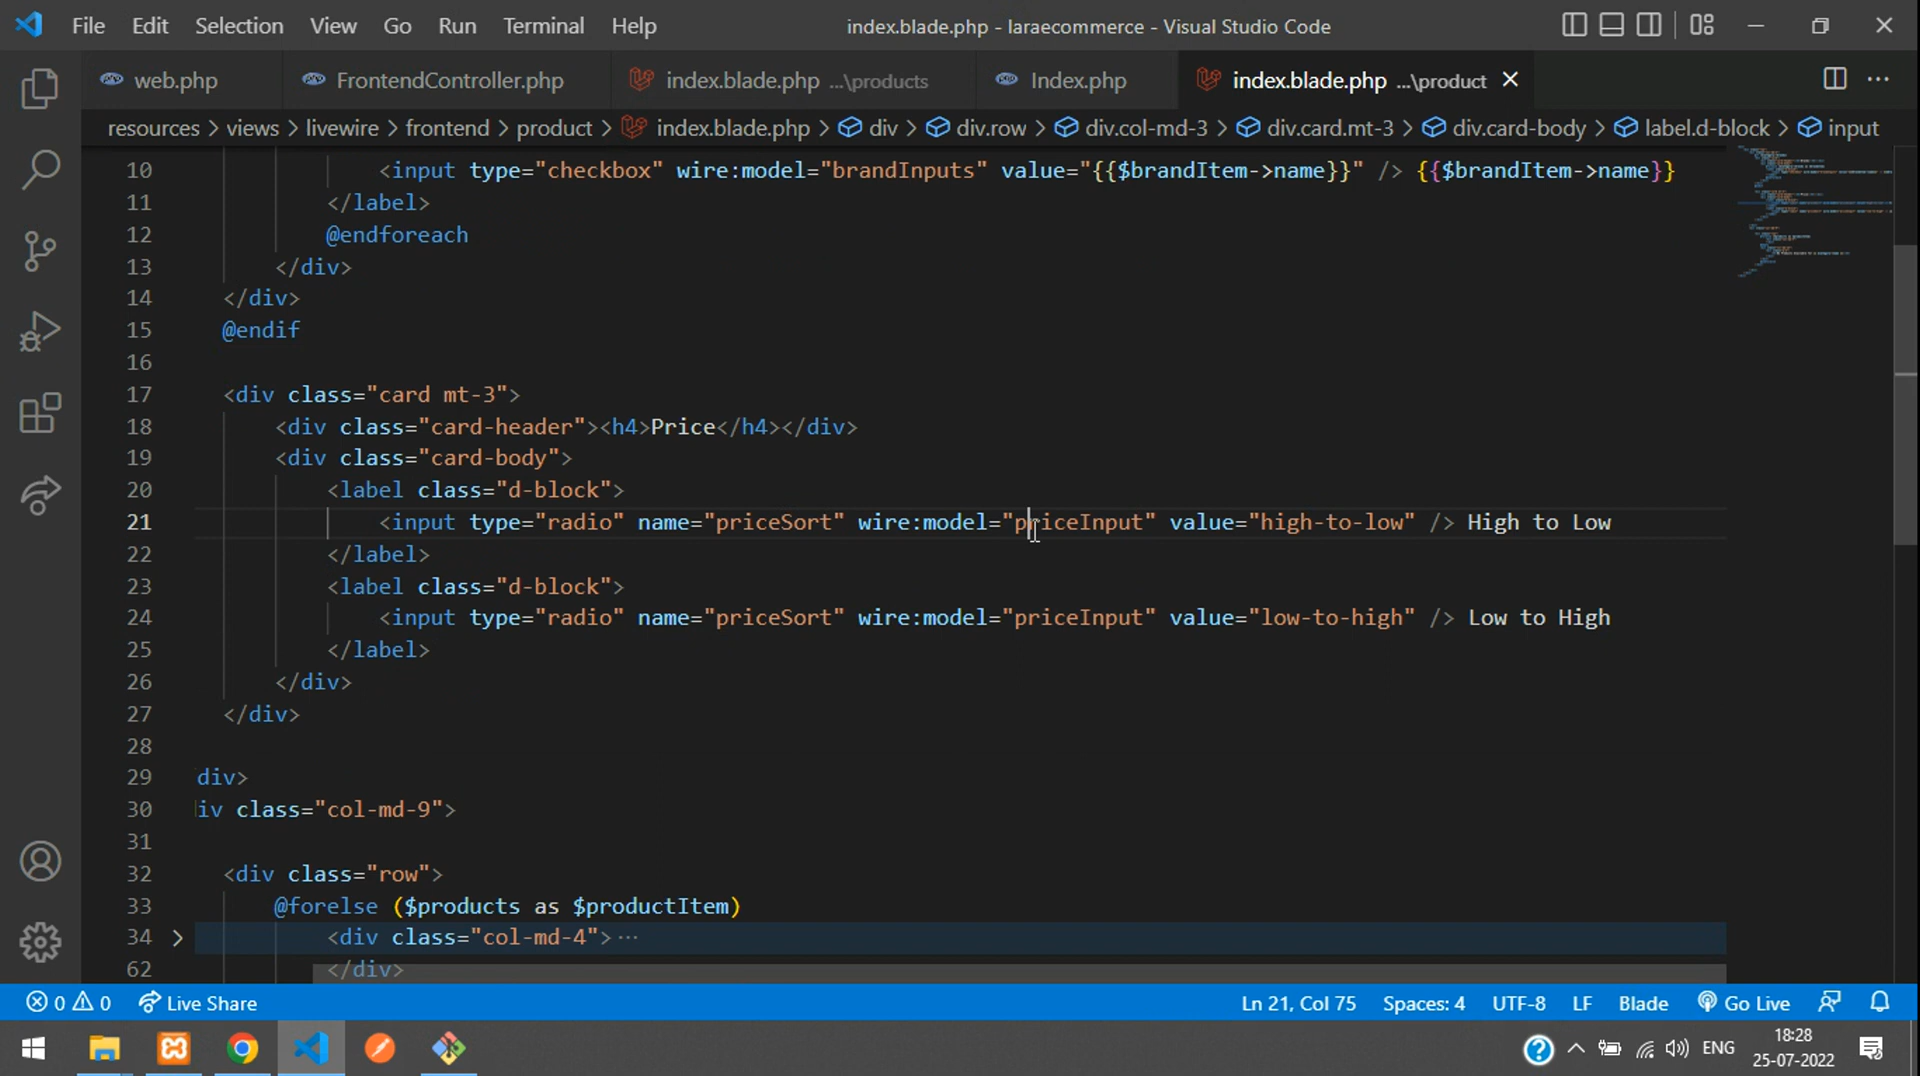 File Edit Selection View Go Run Terminal Help index.blade.php - laraecommerce - Visual Studio Code
web.php FrontendController.php index.blade.php ...\products Index.php index.blade.php ...\product
resources > views > livewire > frontend > product > index.blade.php > div > div.row > div.col-md-3 > div.card.mt-3 > div.card-body > label.d-block > input
10 <input type="checkbox" wire:model="brandInputs" value="{{$brandItem->name}}" /> {{$brandItem->name}}
11 </label>
12 @endforeach
13 </div>
14 </div>
15 @endif
16
17 <div class="card mt-3">
18 <div class="card-header"><h4>Price</h4></div>
19 <div class="card-body">
20 <label class="d-block">
21 <input type="radio" name="priceSort" wire:model="priceInput" value="high-to-low" /> High to Low
22 </label>
23 <label class="d-block">
24 <input type="radio" name="priceSort" wire:model="priceInput" value="low-to-high" /> Low to High
25 </label>
26 </div>
27 </div>
28
29 div>
30 iv class="col-md-9">
31
32 <div class="row">
33 @forelse ($products as $productItem)
34 <div class="col-md-4"> ...
62 </div>
0 0 Live Share Ln 21, Col 75 Spaces: 4 UTF-8 LF Blade Go Live
ENG 18:28
25-07-2022